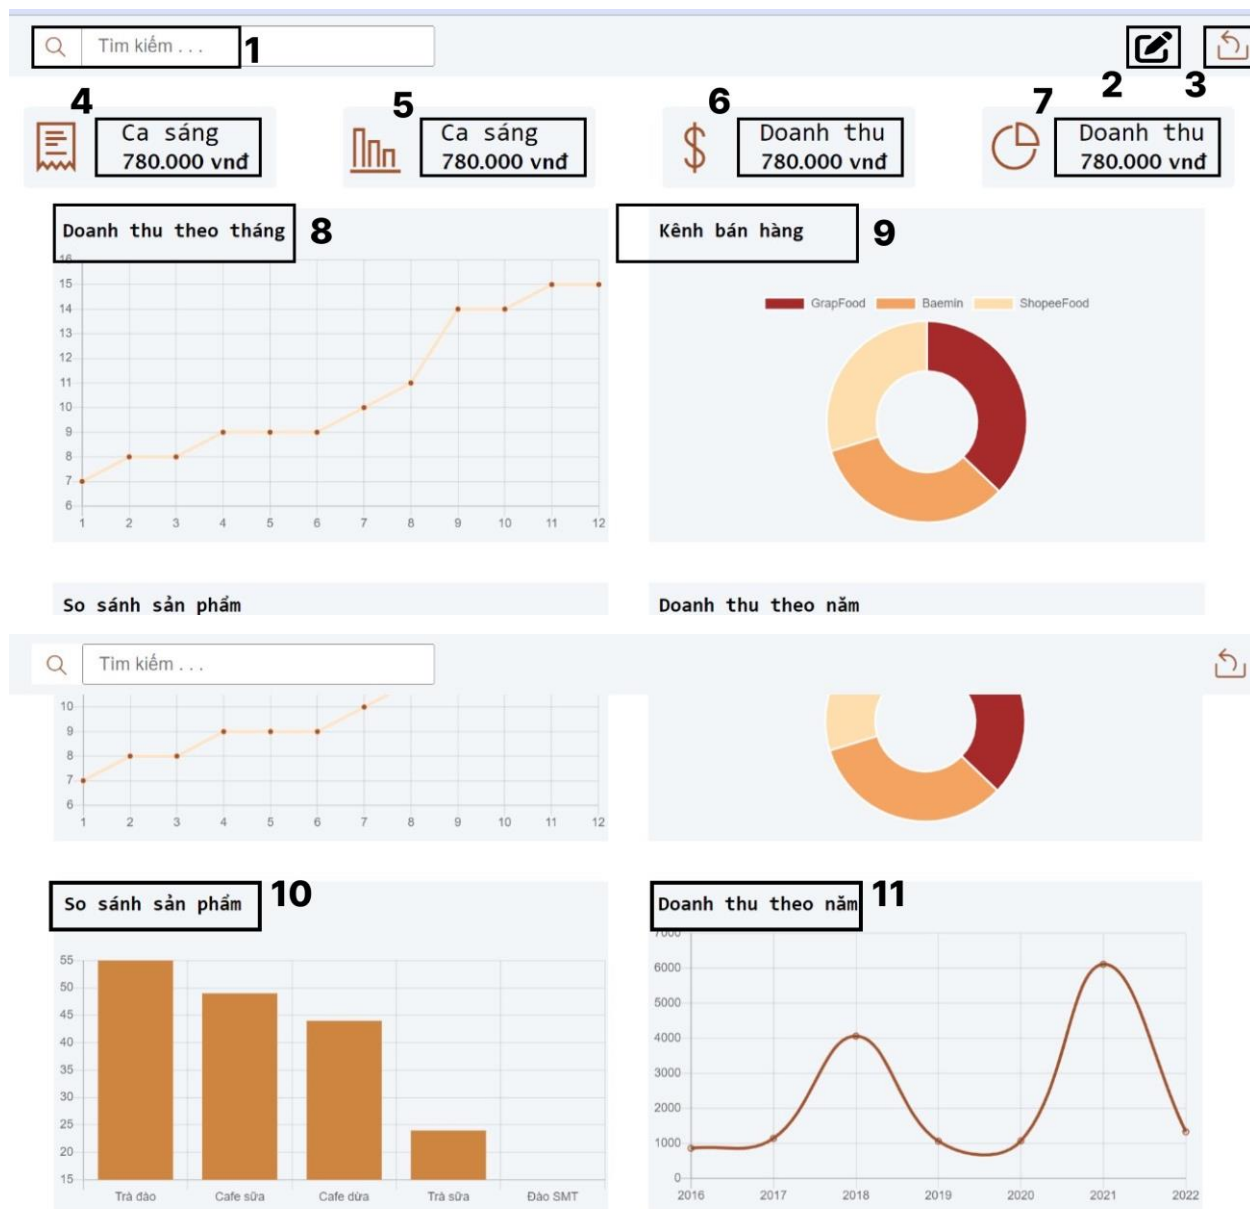 Tìm kiếm . . .
1
2
3
4
Ca sáng
780.000 vnđ
5
Ca sáng
780.000 vnđ
6
Doanh thu
780.000 vnđ
7
Doanh thu
780.000 vnđ
Doanh thu theo tháng
8
16
15
14
13
12
11
10
9
8
7
6
1 2 3 4 5 6 7 8 9 10 11 12
Kênh bán hàng
9
GrapFood Baemin ShopeeFood
So sánh sản phẩm
Doanh thu theo năm
Tìm kiếm . . .
10
9
8
7
6
1 2 3 4 5 6 7 8 9 10 11 12
So sánh sản phẩm
10
55
50
45
40
35
30
25
20
15
Trà đào Cafe sữa Cafe dừa Trà sữa Đào SMT
Doanh thu theo năm
11
7000
6000
5000
4000
3000
2000
1000
0
2016 2017 2018 2019 2020 2021 2022